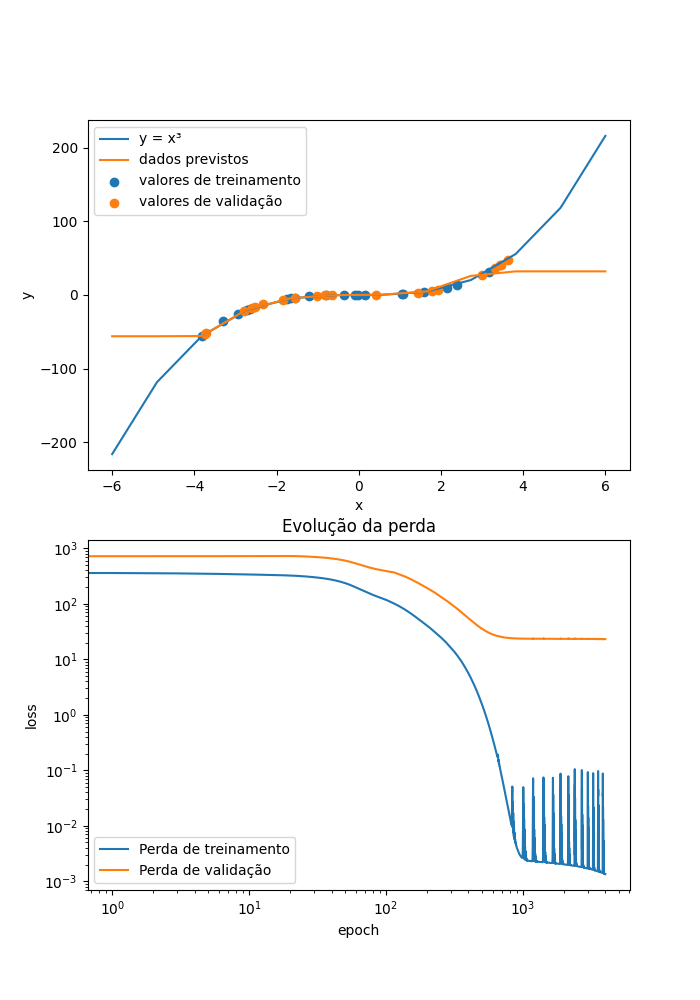 y = x³
dados previstos
valores de treinamento
valores de validação
200
100
0
−100
−200
y
−6 −4 −2 0 2 4 6
x
Evolução da perda
10³
10²
10¹
10⁰
10⁻¹
10⁻²
10⁻³
loss
Perda de treinamento
Perda de validação
10⁰ 10¹ 10² 10³
epoch